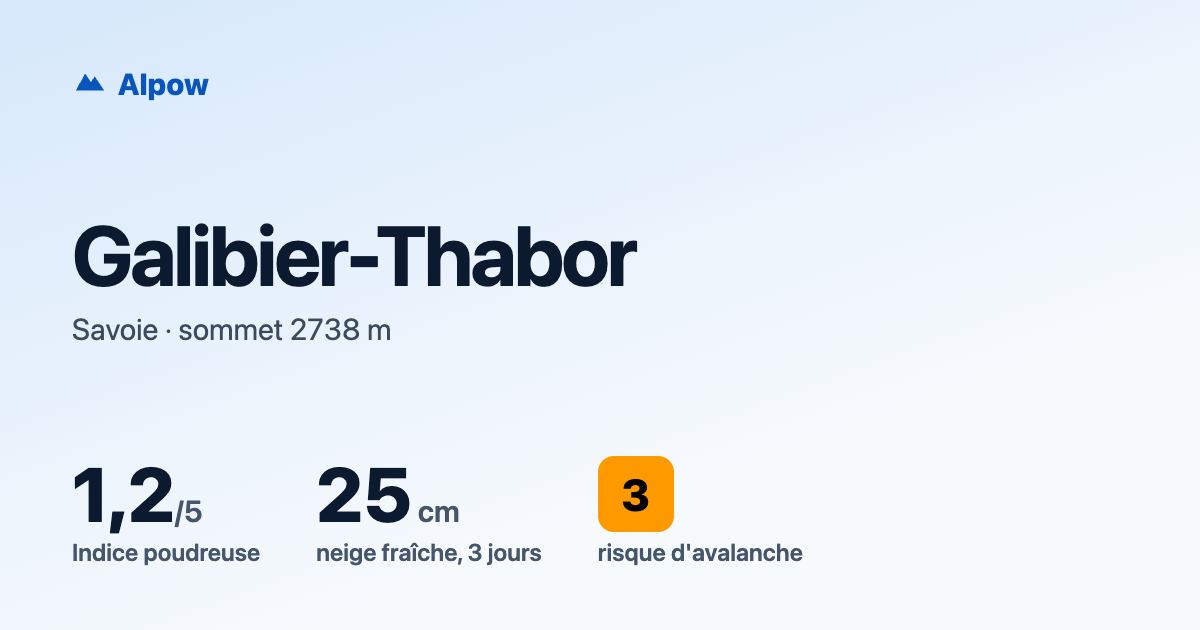 Alpow
Galibier-Thabor
Savoie · sommet 2738 m
1,2/5
Indice poudreuse
25 cm
neige fraîche, 3 jours
3
risque d'avalanche